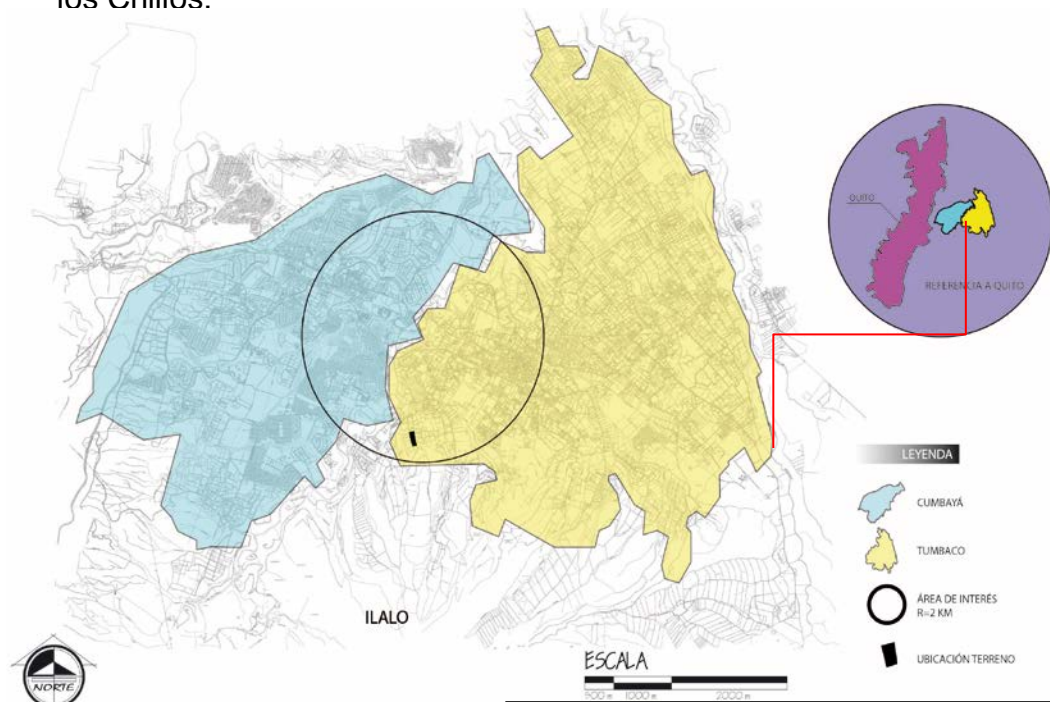 los Chillos.
QUITO
REFERENCIA A QUITO
LEYENDA
CUMBAYÁ
TUMBACO
ÁREA DE INTERÉS
R=2 KM
UBICACIÓN TERRENO
ILALO
NORTE
ESCALA
500 m 1000 m 2000 m